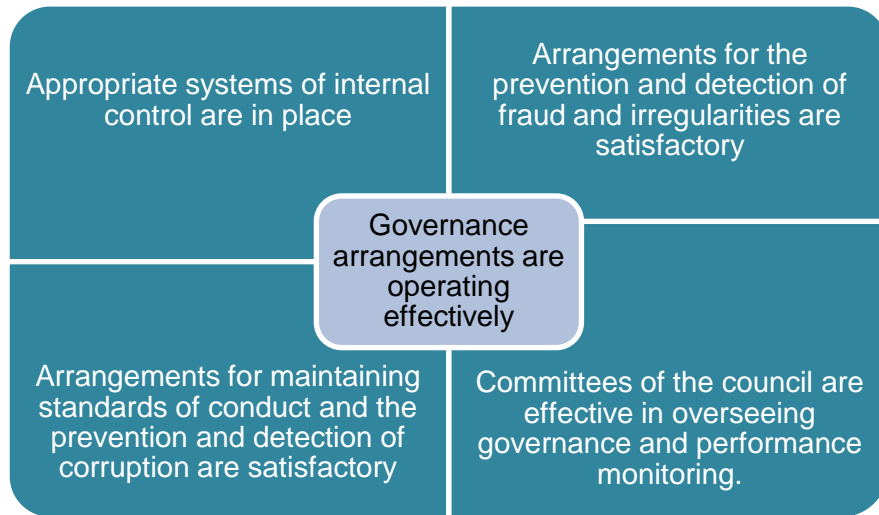 Appropriate systems of internal
control are in place
Arrangements for the
prevention and detection of
fraud and irregularities are
satisfactory
Governance
arrangements are
operating
effectively
Arrangements for maintaining
standards of conduct and the
prevention and detection of
corruption are satisfactory
Committees of the council are
effective in overseeing
governance and performance
monitoring.